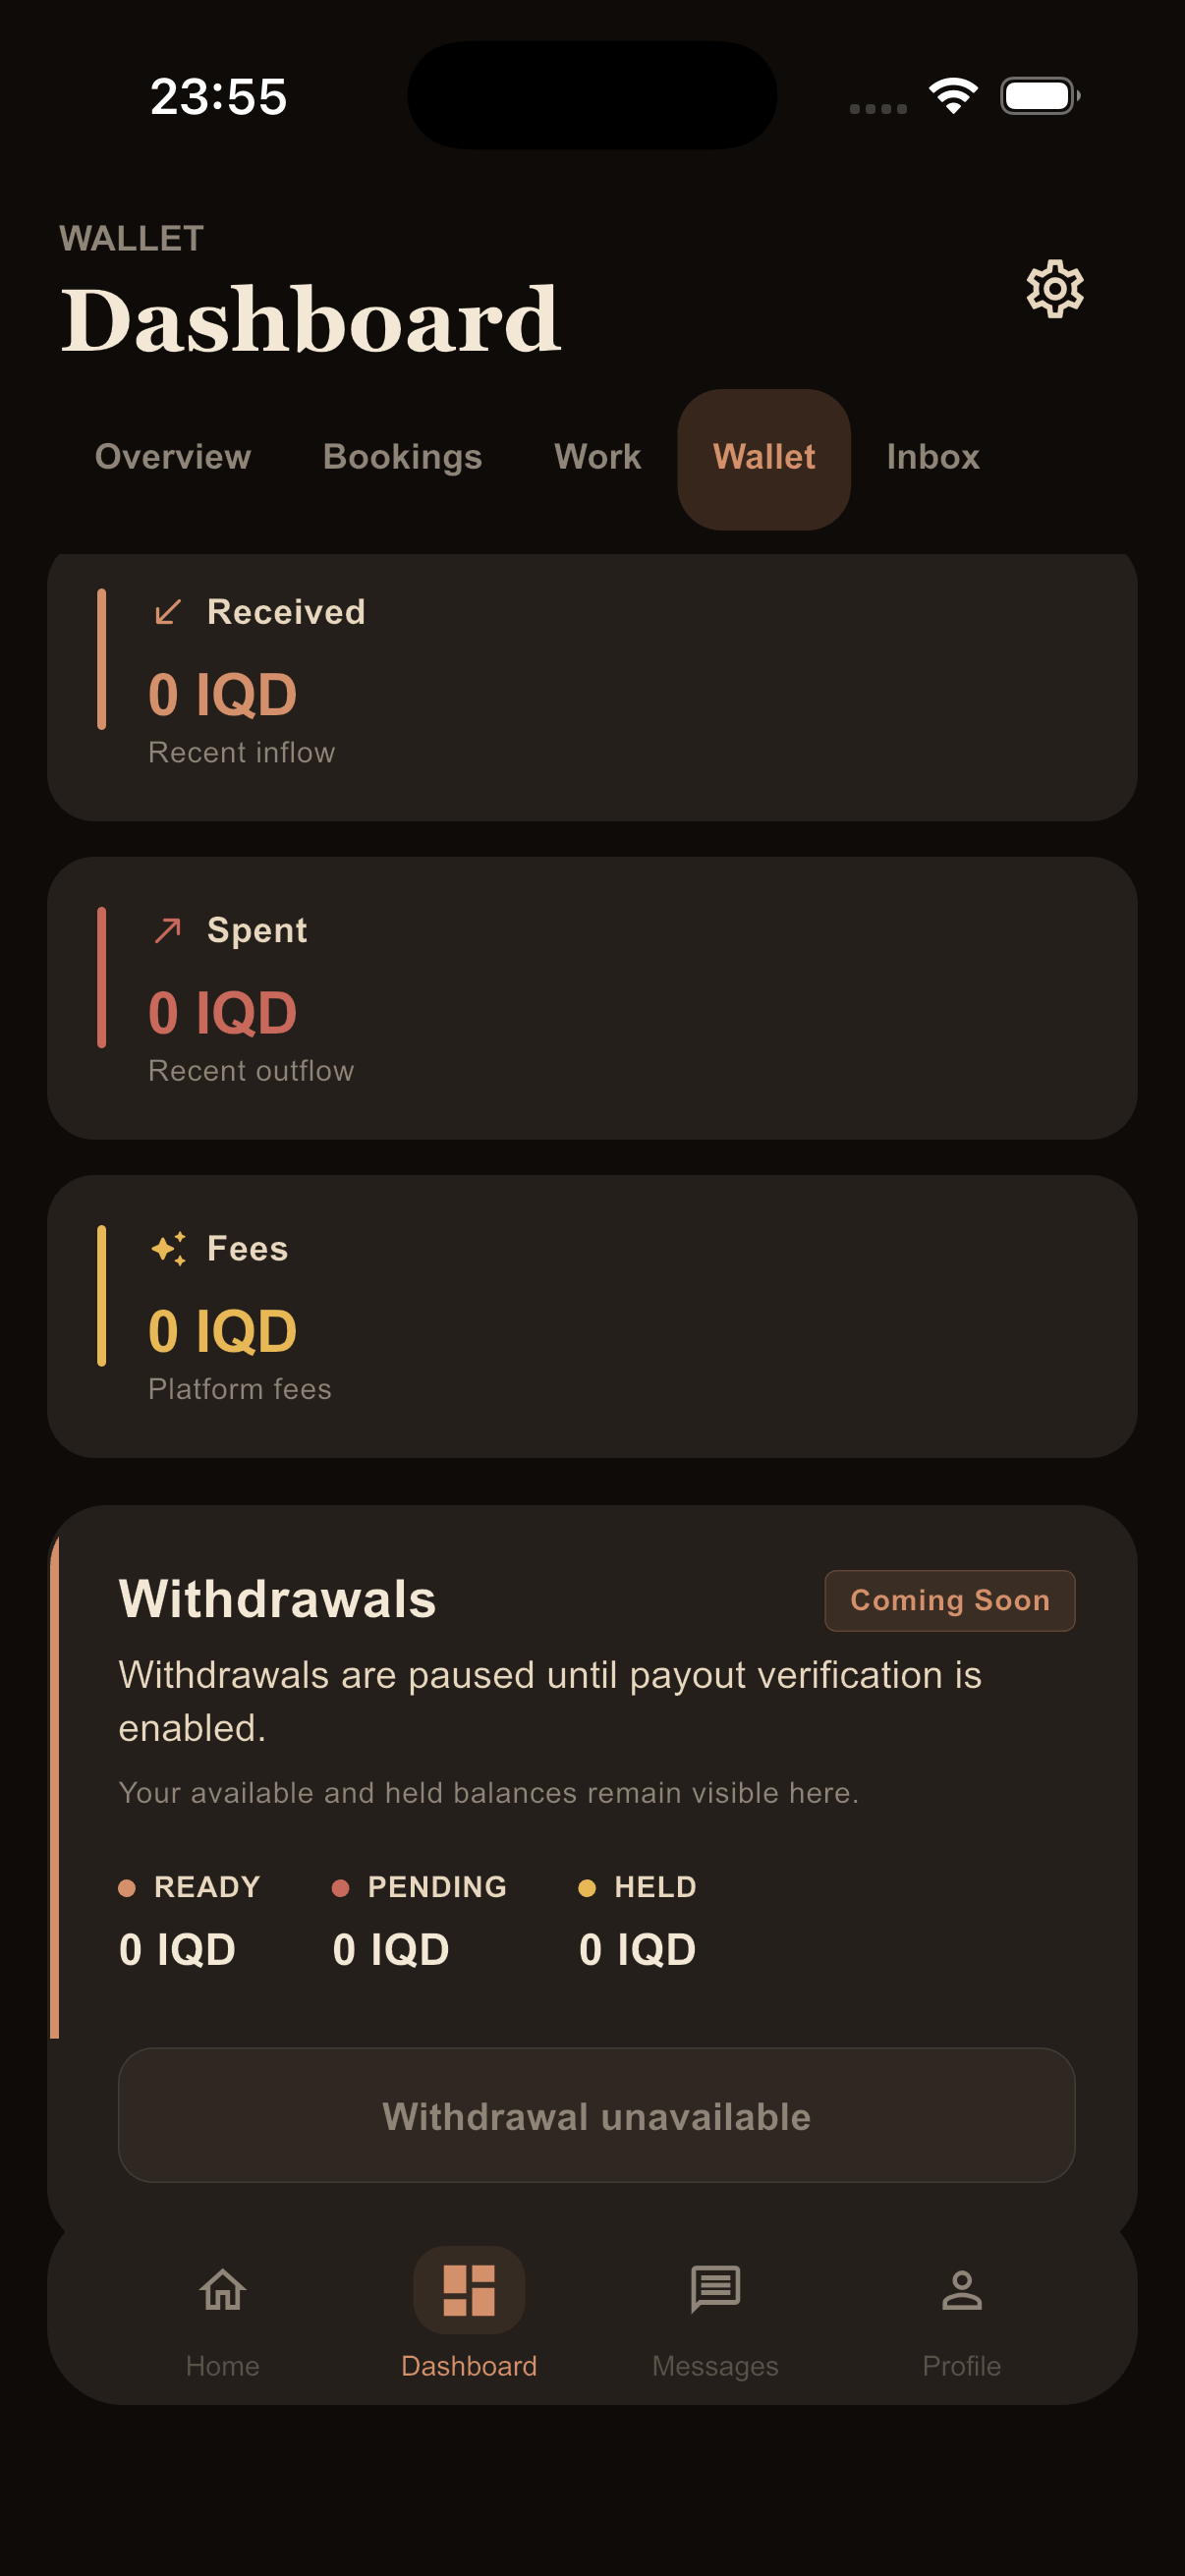 23:55
WALLET
Dashboard
Overview Bookings Work Wallet Inbox
Received
0 IQD
Recent inflow
Spent
0 IQD
Recent outflow
Fees
0 IQD
Platform fees
Withdrawals
Coming Soon
Withdrawals are paused until payout verification is
enabled.
Your available and held balances remain visible here.
READY PENDING HELD
0 IQD 0 IQD 0 IQD
Withdrawal unavailable
Home Dashboard Messages Profile